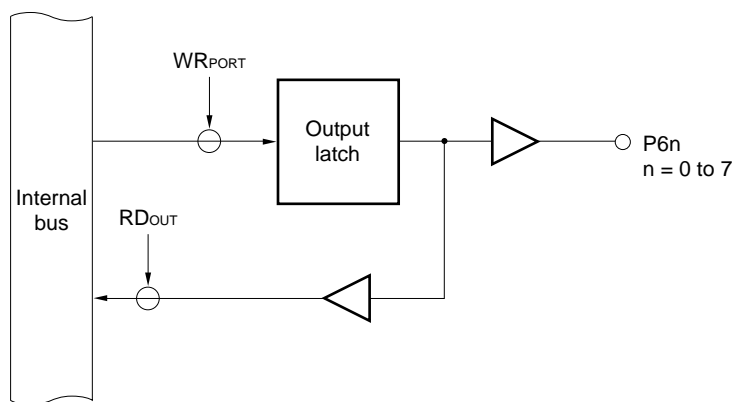 WRPORT
Output
latch
P6n
n = 0 to 7
Internal
bus
RDOUT